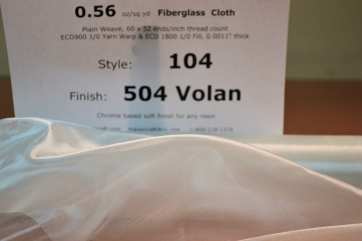 0.56 oz/sq yd Fiberglass Cloth
Plain Weave, 60 x 52 ends/inch thread count
ECD900 1/0 Yarn Warp & ECD 1800 1/0 Fill, 0.0011" thick
Style: 104
Finish: 504 Volan
Chrome based soft finish for any resin